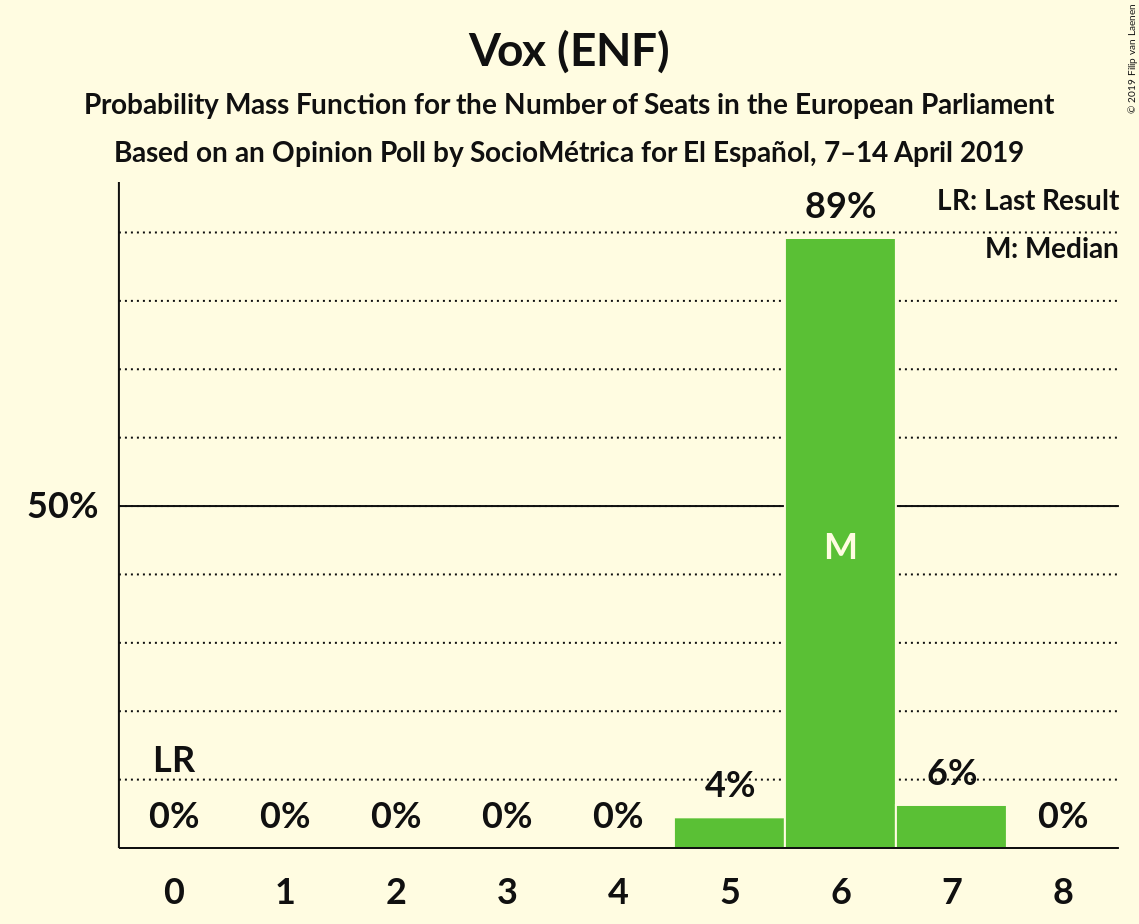 Vox (ENF)
Probability Mass Function for the Number of Seats in the European Parliament
Based on an Opinion Poll by SocioMétrica for El Español, 7–14 April 2019
© 2019 Filip van Laenen
LR: Last Result
M: Median
89%
50%
M
LR
0% 0% 0% 0% 0% 4% 6% 0%
0 1 2 3 4 5 6 7 8